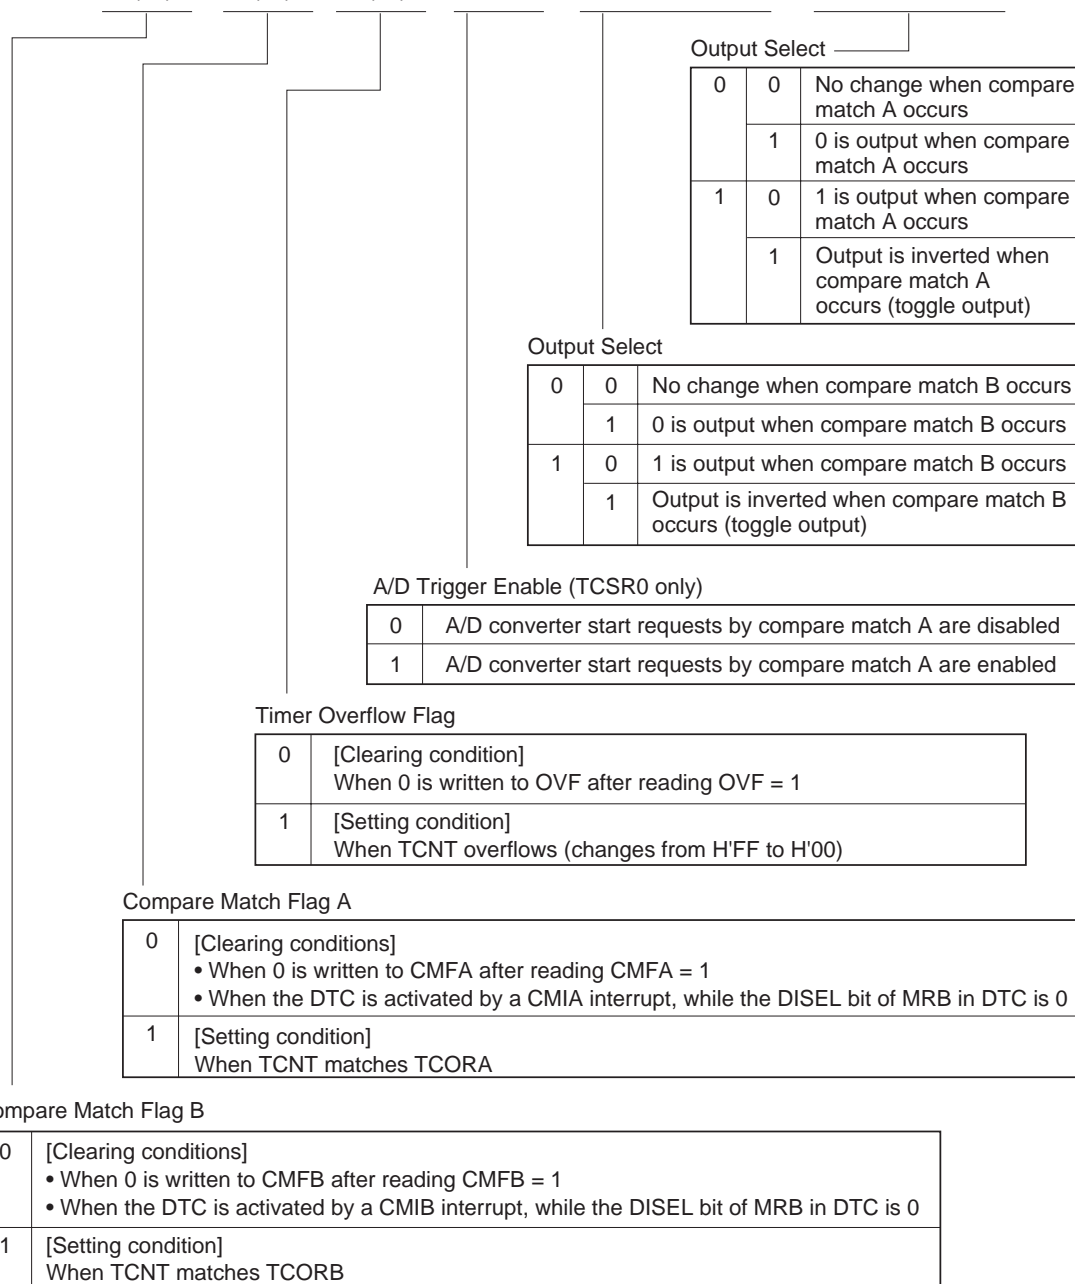 Output Select
0 0 No change when compare
match A occurs
1 0 is output when compare
match A occurs
1 0 1 is output when compare
match A occurs
1 Output is inverted when
compare match A
occurs (toggle output)
Output Select
0 0 No change when compare match B occurs
1 0 is output when compare match B occurs
1 0 1 is output when compare match B occurs
1 Output is inverted when compare match B
occurs (toggle output)
A/D Trigger Enable (TCSR0 only)
0 A/D converter start requests by compare match A are disabled
1 A/D converter start requests by compare match A are enabled
Timer Overflow Flag
0 [Clearing condition]
When 0 is written to OVF after reading OVF = 1
1 [Setting condition]
When TCNT overflows (changes from H'FF to H'00)
Compare Match Flag A
0 [Clearing conditions]
• When 0 is written to CMFA after reading CMFA = 1
• When the DTC is activated by a CMIA interrupt, while the DISEL bit of MRB in DTC is 0
1 [Setting condition]
When TCNT matches TCORA
ompare Match Flag B
0 [Clearing conditions]
• When 0 is written to CMFB after reading CMFB = 1
• When the DTC is activated by a CMIB interrupt, while the DISEL bit of MRB in DTC is 0
1 [Setting condition]
When TCNT matches TCORB